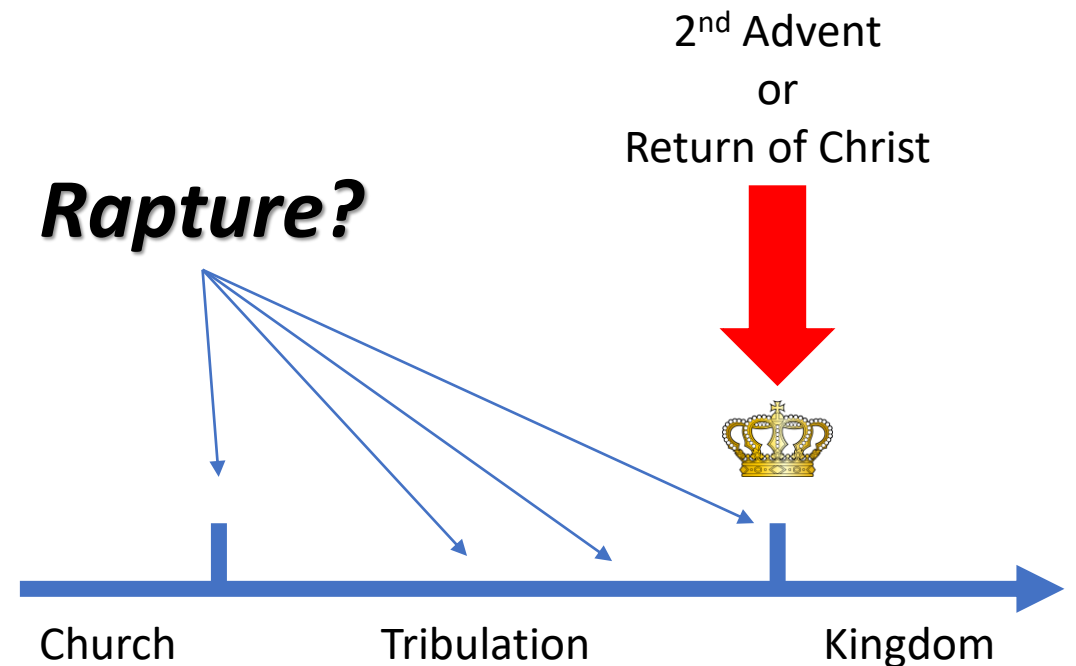 2nd Advent
or
Return of Christ
Rapture?
Church
Tribulation
Kingdom